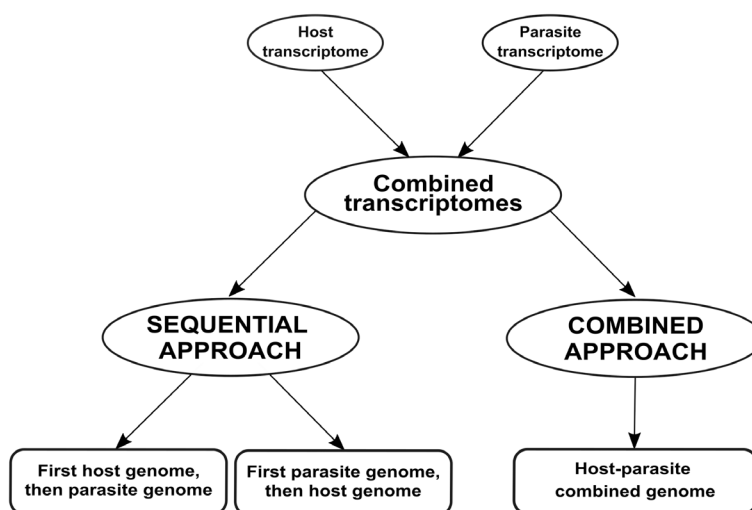 Host
transcriptome
Parasite
transcriptome
Combined
transcriptomes
SEQUENTIAL
APPROACH
COMBINED
APPROACH
First host genome,
then parasite genome
First parasite genome,
then host genome
Host-parasite
combined genome